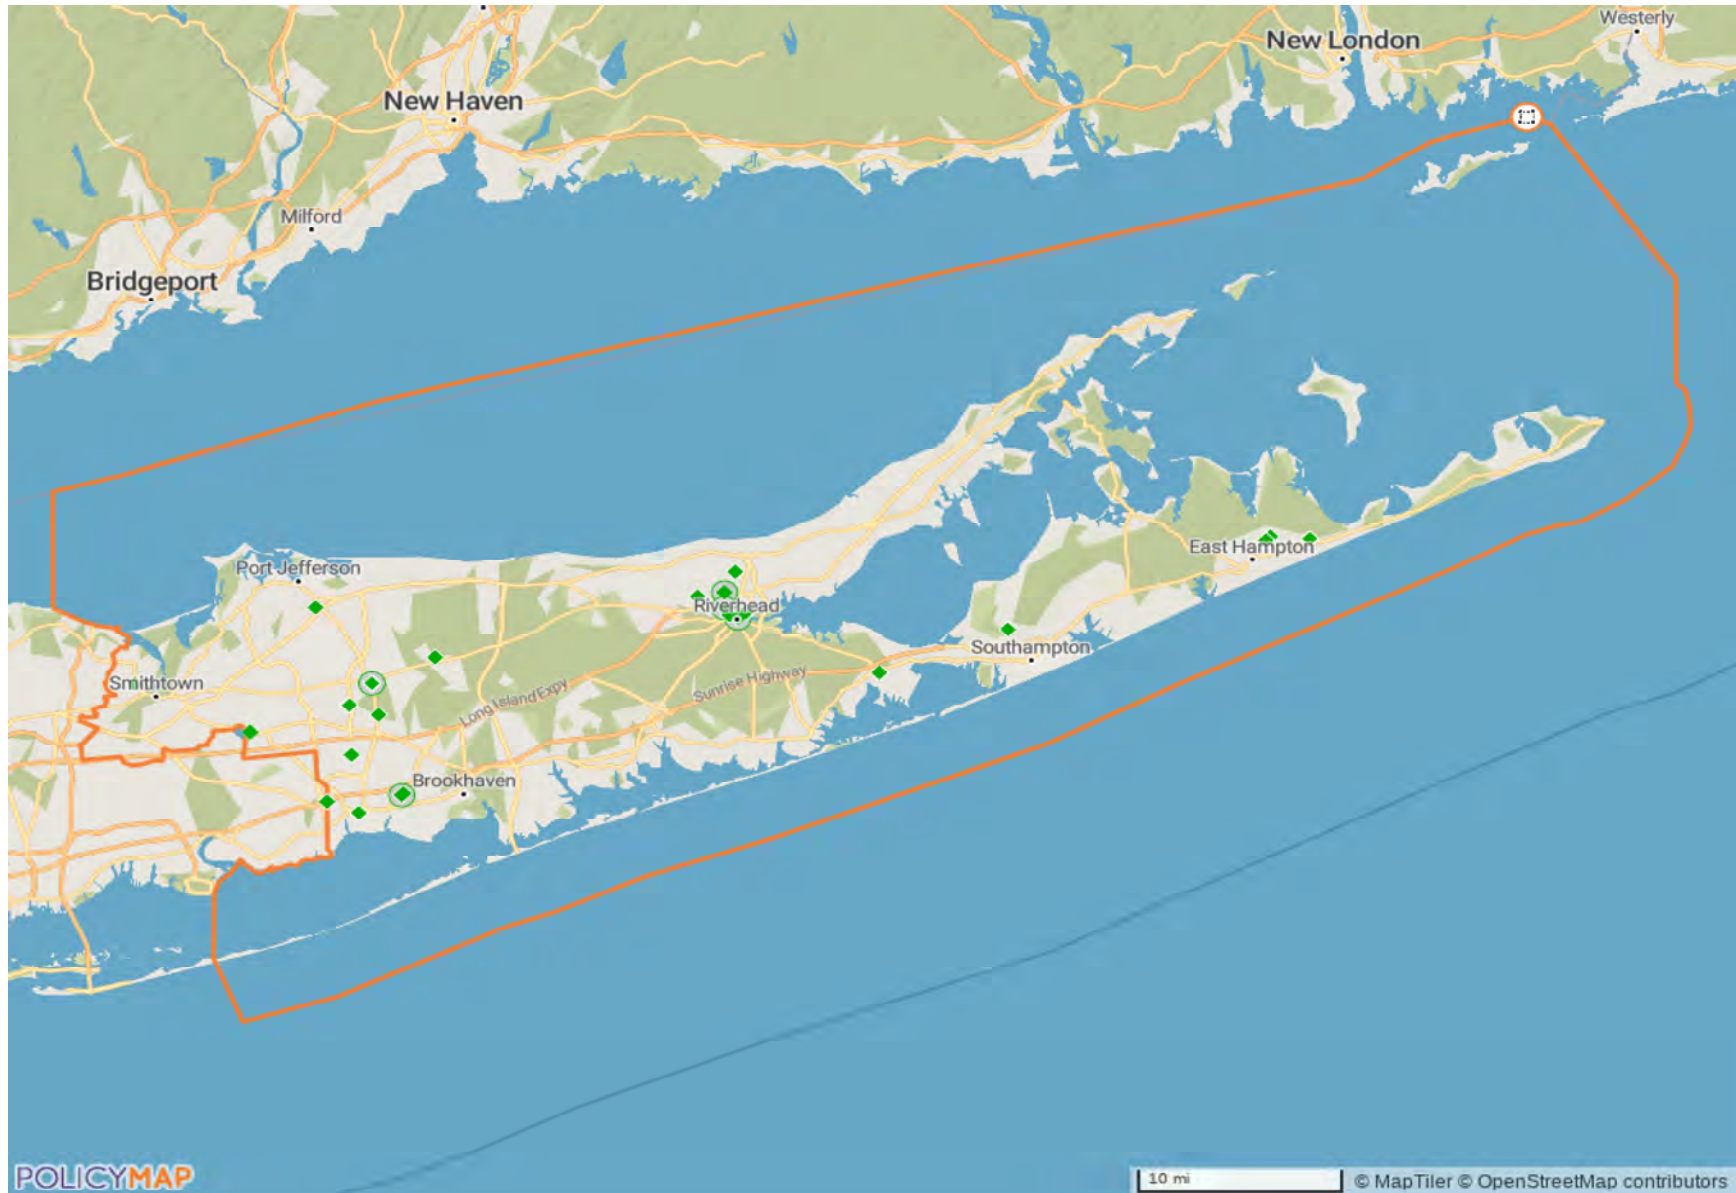 Westerly
New London
New Haven
Milford
Bridgeport
East Hampton
Port Jefferson
Riverhead
Southampton
Smithtown
Sunrise Highway
Long Island Expy
Brookhaven
POLICYMAP
10 mi
© MapTiler © OpenStreetMap contributors